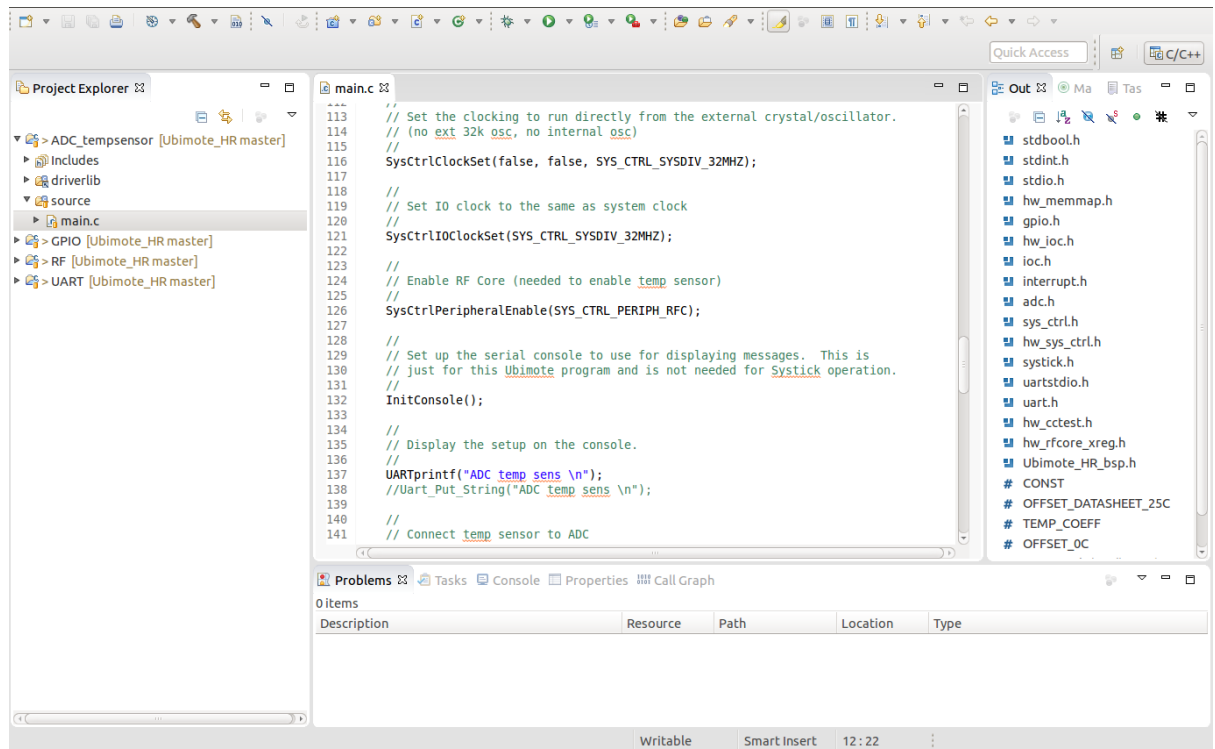 Quick Access
C/C++
Project Explorer
> ADC_tempsensor [Ubimote_HR master]
Includes
driverlib
source
main.c
> GPIO [Ubimote_HR master]
> RF [Ubimote_HR master]
> UART [Ubimote_HR master]
main.c
112 //
113 // Set the clocking to run directly from the external crystal/oscillator.
114 // (no ext 32k osc, no internal osc)
115 //
116 SysCtrlClockSet(false, false, SYS_CTRL_SYSDIV_32MHZ);
117
118 //
119 // Set IO clock to the same as system clock
120 //
121 SysCtrlIOClockSet(SYS_CTRL_SYSDIV_32MHZ);
122
123 //
124 // Enable RF Core (needed to enable temp sensor)
125 //
126 SysCtrlPeripheralEnable(SYS_CTRL_PERIPH_RFC);
127
128 //
129 // Set up the serial console to use for displaying messages.  This is
130 // just for this Ubimote program and is not needed for Systick operation.
131 //
132 InitConsole();
133
134 //
135 // Display the setup on the console.
136 //
137 UARTprintf("ADC temp sens \n");
138 //Uart_Put_String("ADC temp sens \n");
139
140 //
141 // Connect temp sensor to ADC
Out Ma Tas
stdbool.h
stdint.h
stdio.h
hw_memmap.h
gpio.h
hw_ioc.h
ioc.h
interrupt.h
adc.h
sys_ctrl.h
hw_sys_ctrl.h
systick.h
uartstdio.h
uart.h
hw_cctest.h
hw_rfcore_xreg.h
Ubimote_HR_bsp.h
# CONST
# OFFSET_DATASHEET_25C
# TEMP_COEFF
# OFFSET_0C
Problems Tasks Console Properties Call Graph
0 items
Description Resource Path Location Type
Writable Smart Insert 12 : 22